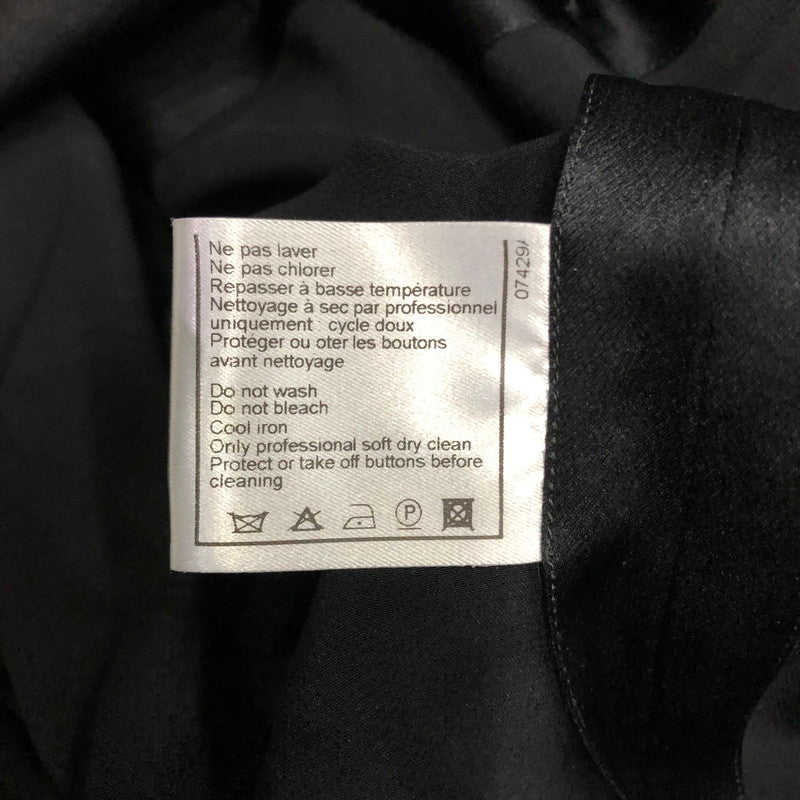 Ne pas laver
Ne pas chlorer
Repasser à basse température
Nettoyage à sec par professionnel
uniquement : cycle doux
Protéger ou oter les boutons
avant nettoyage
Do not wash
Do not bleach
Cool iron
Only professional soft dry clean
Protect or take off buttons before
cleaning
P